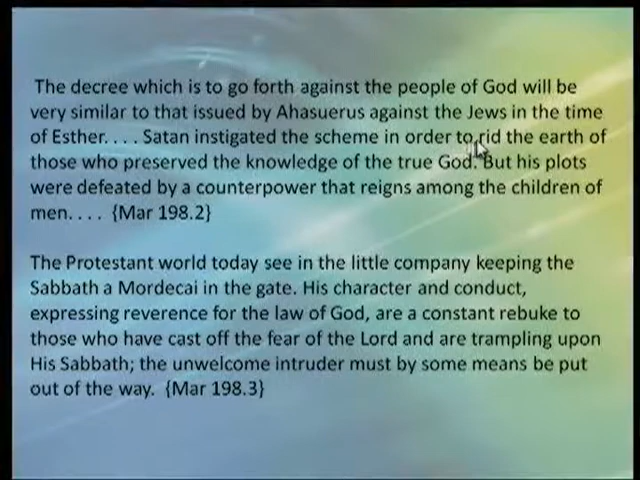 The decree which is to go forth against the people of God will be
very similar to that issued by Ahasuerus against the Jews in the time
of Esther. . . . Satan instigated the scheme in order to rid the earth of
those who preserved the knowledge of the true God. But his plots
were defeated by a counterpower that reigns among the children of
men. . . . {Mar 198.2}
The Protestant world today see in the little company keeping the
Sabbath a Mordecai in the gate. His character and conduct,
expressing reverence for the law of God, are a constant rebuke to
those who have cast off the fear of the Lord and are trampling upon
His Sabbath; the unwelcome intruder must by some means be put
out of the way. {Mar 198.3}